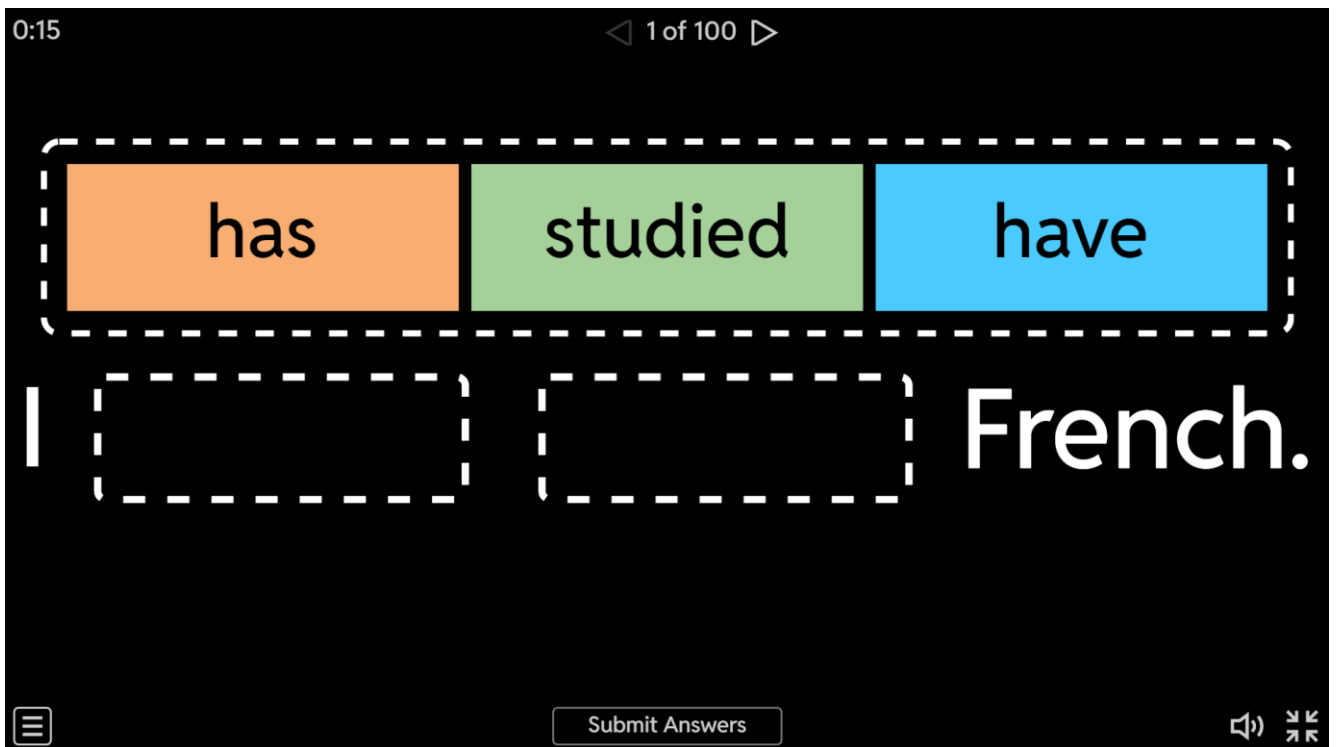 0:15 1 of 100
has studied have
I French.
Submit Answers